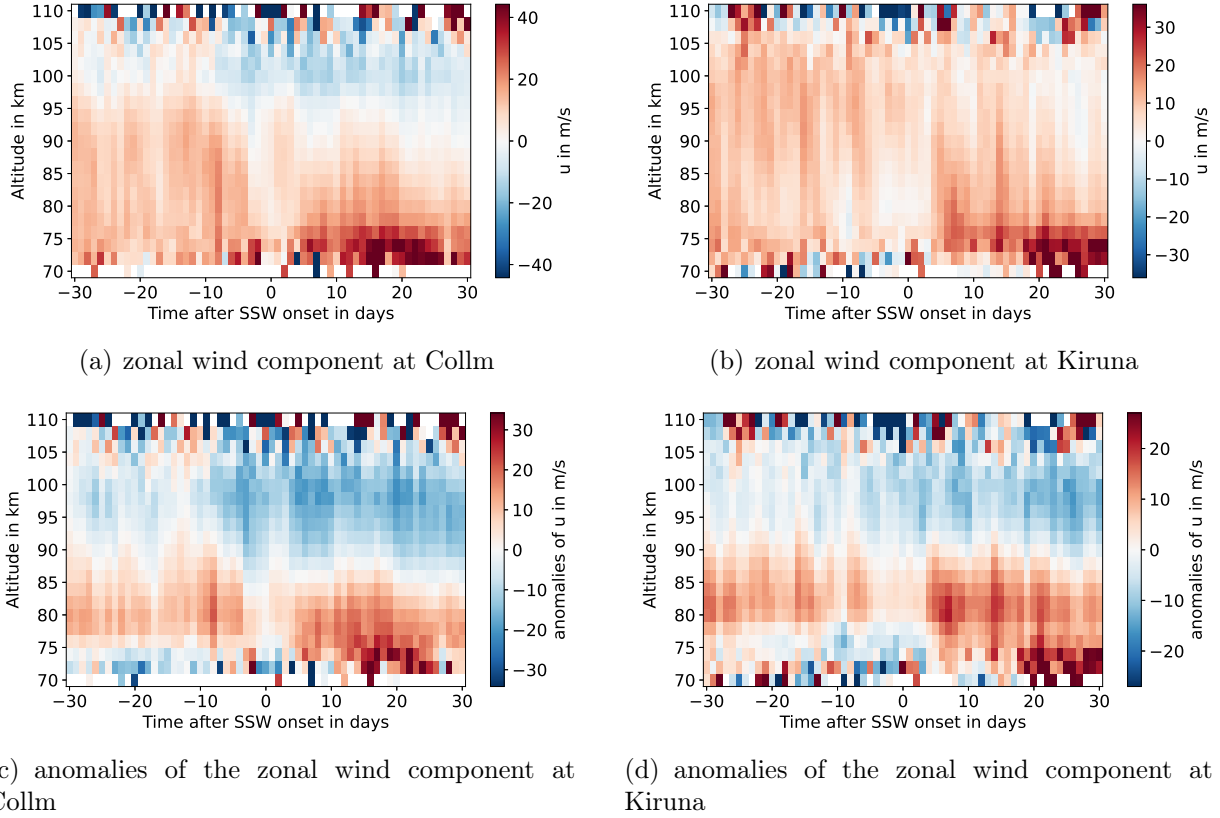 110
105
100
95
90
85
80
75
70
Altitude in km
−30 −20 −10 0 10 20 30
Time after SSW onset in days
40
20
0
−20
−40
u in m/s
(a) zonal wind component at Collm
110
105
100
95
90
85
80
75
70
Altitude in km
−30 −20 −10 0 10 20 30
Time after SSW onset in days
30
20
10
0
−10
−20
−30
u in m/s
(b) zonal wind component at Kiruna
110
105
100
95
90
85
80
75
70
Altitude in km
−30 −20 −10 0 10 20 30
Time after SSW onset in days
30
20
10
0
−10
−20
−30
anomalies of u in m/s
c) anomalies of the zonal wind component at
Collm
110
105
100
95
90
85
80
75
70
Altitude in km
−30 −20 −10 0 10 20 30
Time after SSW onset in days
20
10
0
−10
−20
anomalies of u in m/s
(d) anomalies of the zonal wind component at
Kiruna